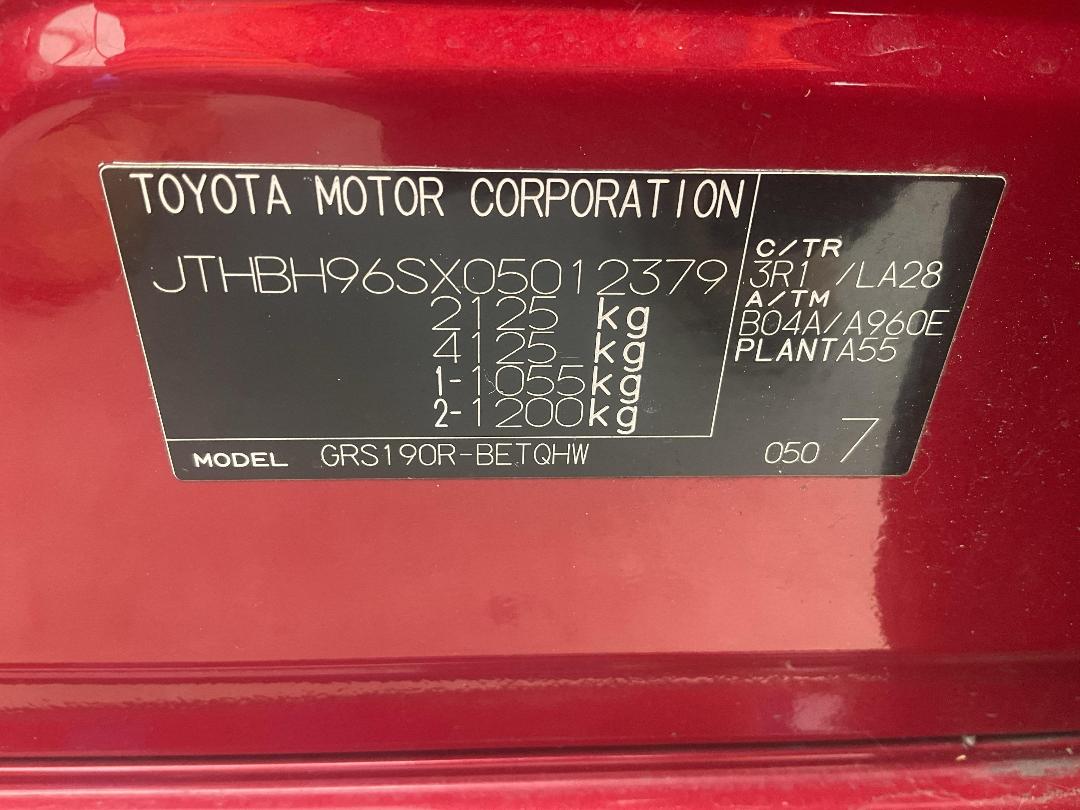 TOYOTA MOTOR CORPORATION
JTHBH96SX05012379
2125 kg
4125 kg
1-1055kg
2-1200kg
C/TR
3R1 /LA28
A/TM
B04A/A960E
PLANTA55
MODEL GRS190R-BETQHW
050 7